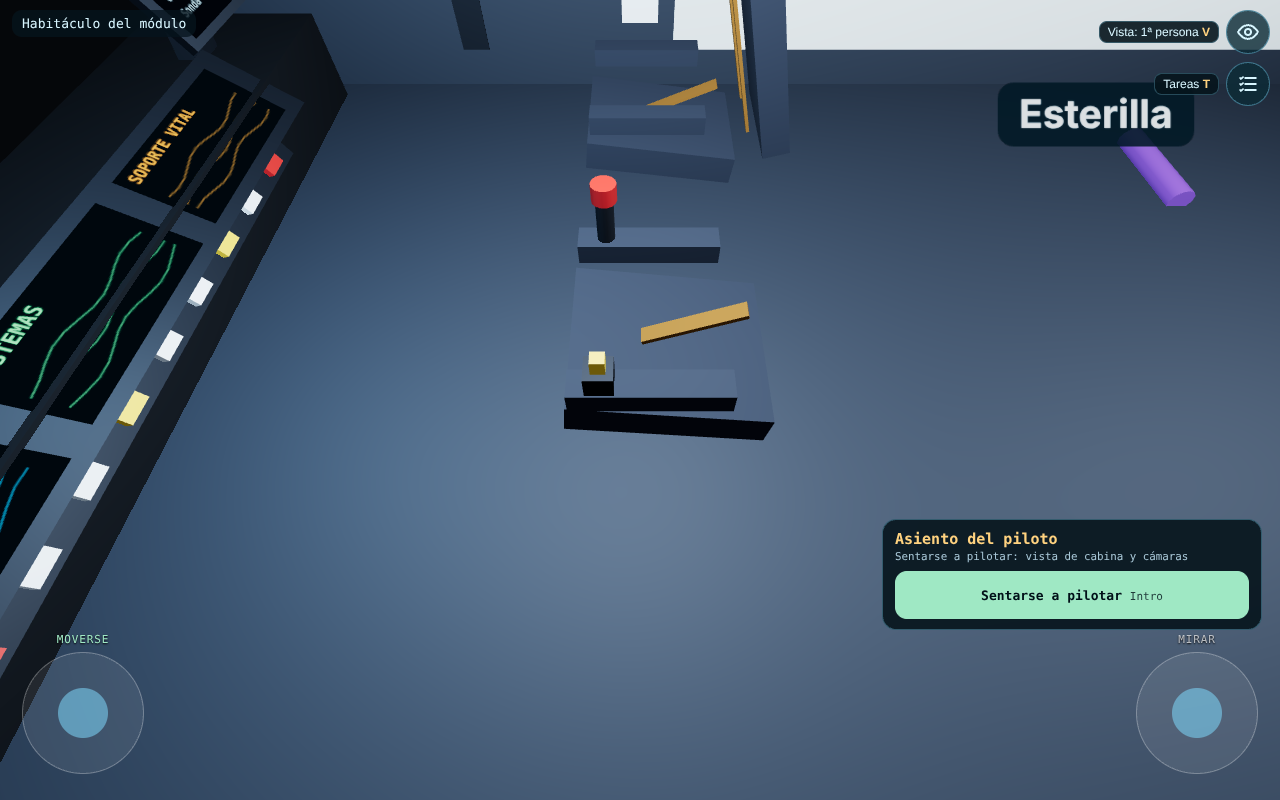 Habitáculo del módulo
Vista: 1ª persona V
Tareas T
Esterilla
SOPORTE VITAL
Asiento del piloto
Sentarse a pilotar: vista de cabina y cámaras
Sentarse a pilotar Intro
MOVERSE
MIRAR